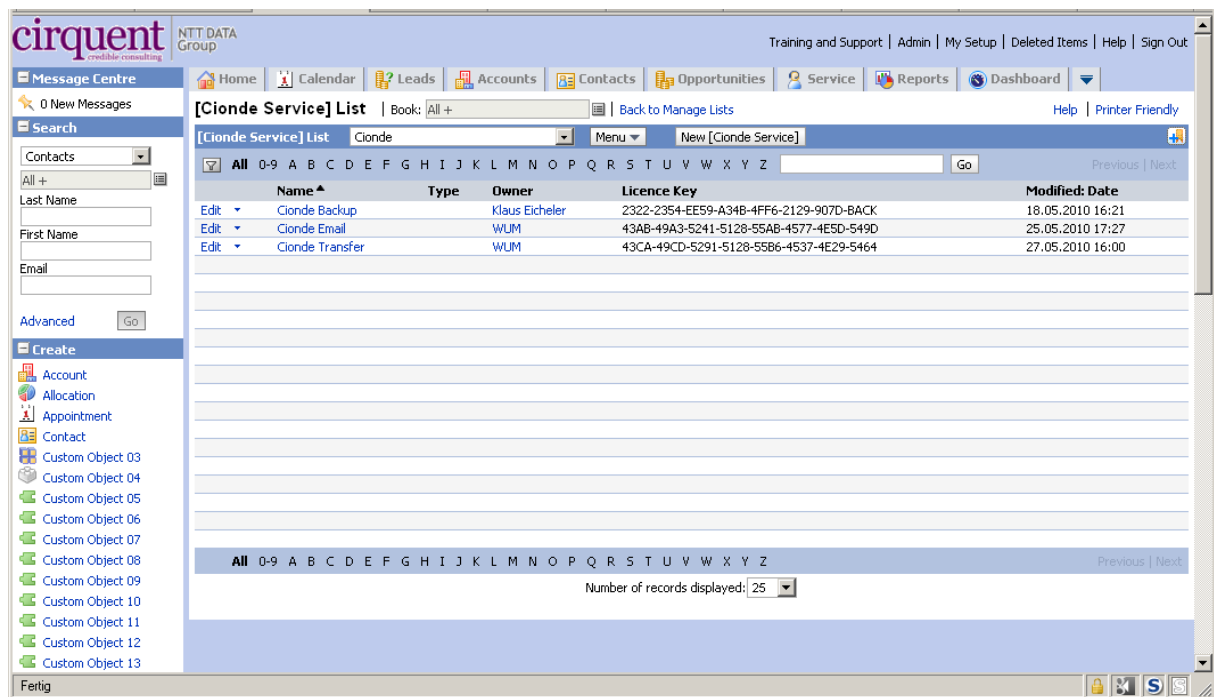 cirquent
credible consulting
NTT DATA
Group
Training and Support | Admin | My Setup | Deleted Items | Help | Sign Out
Message Centre
0 New Messages
Search
Contacts
All +
Last Name
First Name
Email
Advanced Go
Create
Account
Allocation
Appointment
Contact
Custom Object 03
Custom Object 04
Custom Object 05
Custom Object 06
Custom Object 07
Custom Object 08
Custom Object 09
Custom Object 10
Custom Object 11
Custom Object 12
Custom Object 13
Home Calendar Leads Accounts Contacts Opportunities Service Reports Dashboard
[Cionde Service] List | Book: All + | Back to Manage Lists Help | Printer Friendly
[Cionde Service] List Cionde Menu New [Cionde Service]
All 0-9 A B C D E F G H I J K L M N O P Q R S T U V W X Y Z Go Previous | Next
Name Type Owner Licence Key Modified: Date
Edit Cionde Backup Klaus Eicheler 2322-2354-EE59-A34B-4FF6-2129-907D-BACK 18.05.2010 16:21
Edit Cionde Email WUM 43AB-49A3-5241-5128-55AB-4577-4E5D-549D 25.05.2010 17:27
Edit Cionde Transfer WUM 43CA-49CD-5291-5128-55B6-4537-4E29-5464 27.05.2010 16:00
All 0-9 A B C D E F G H I J K L M N O P Q R S T U V W X Y Z Previous | Next
Number of records displayed: 25
Fertig